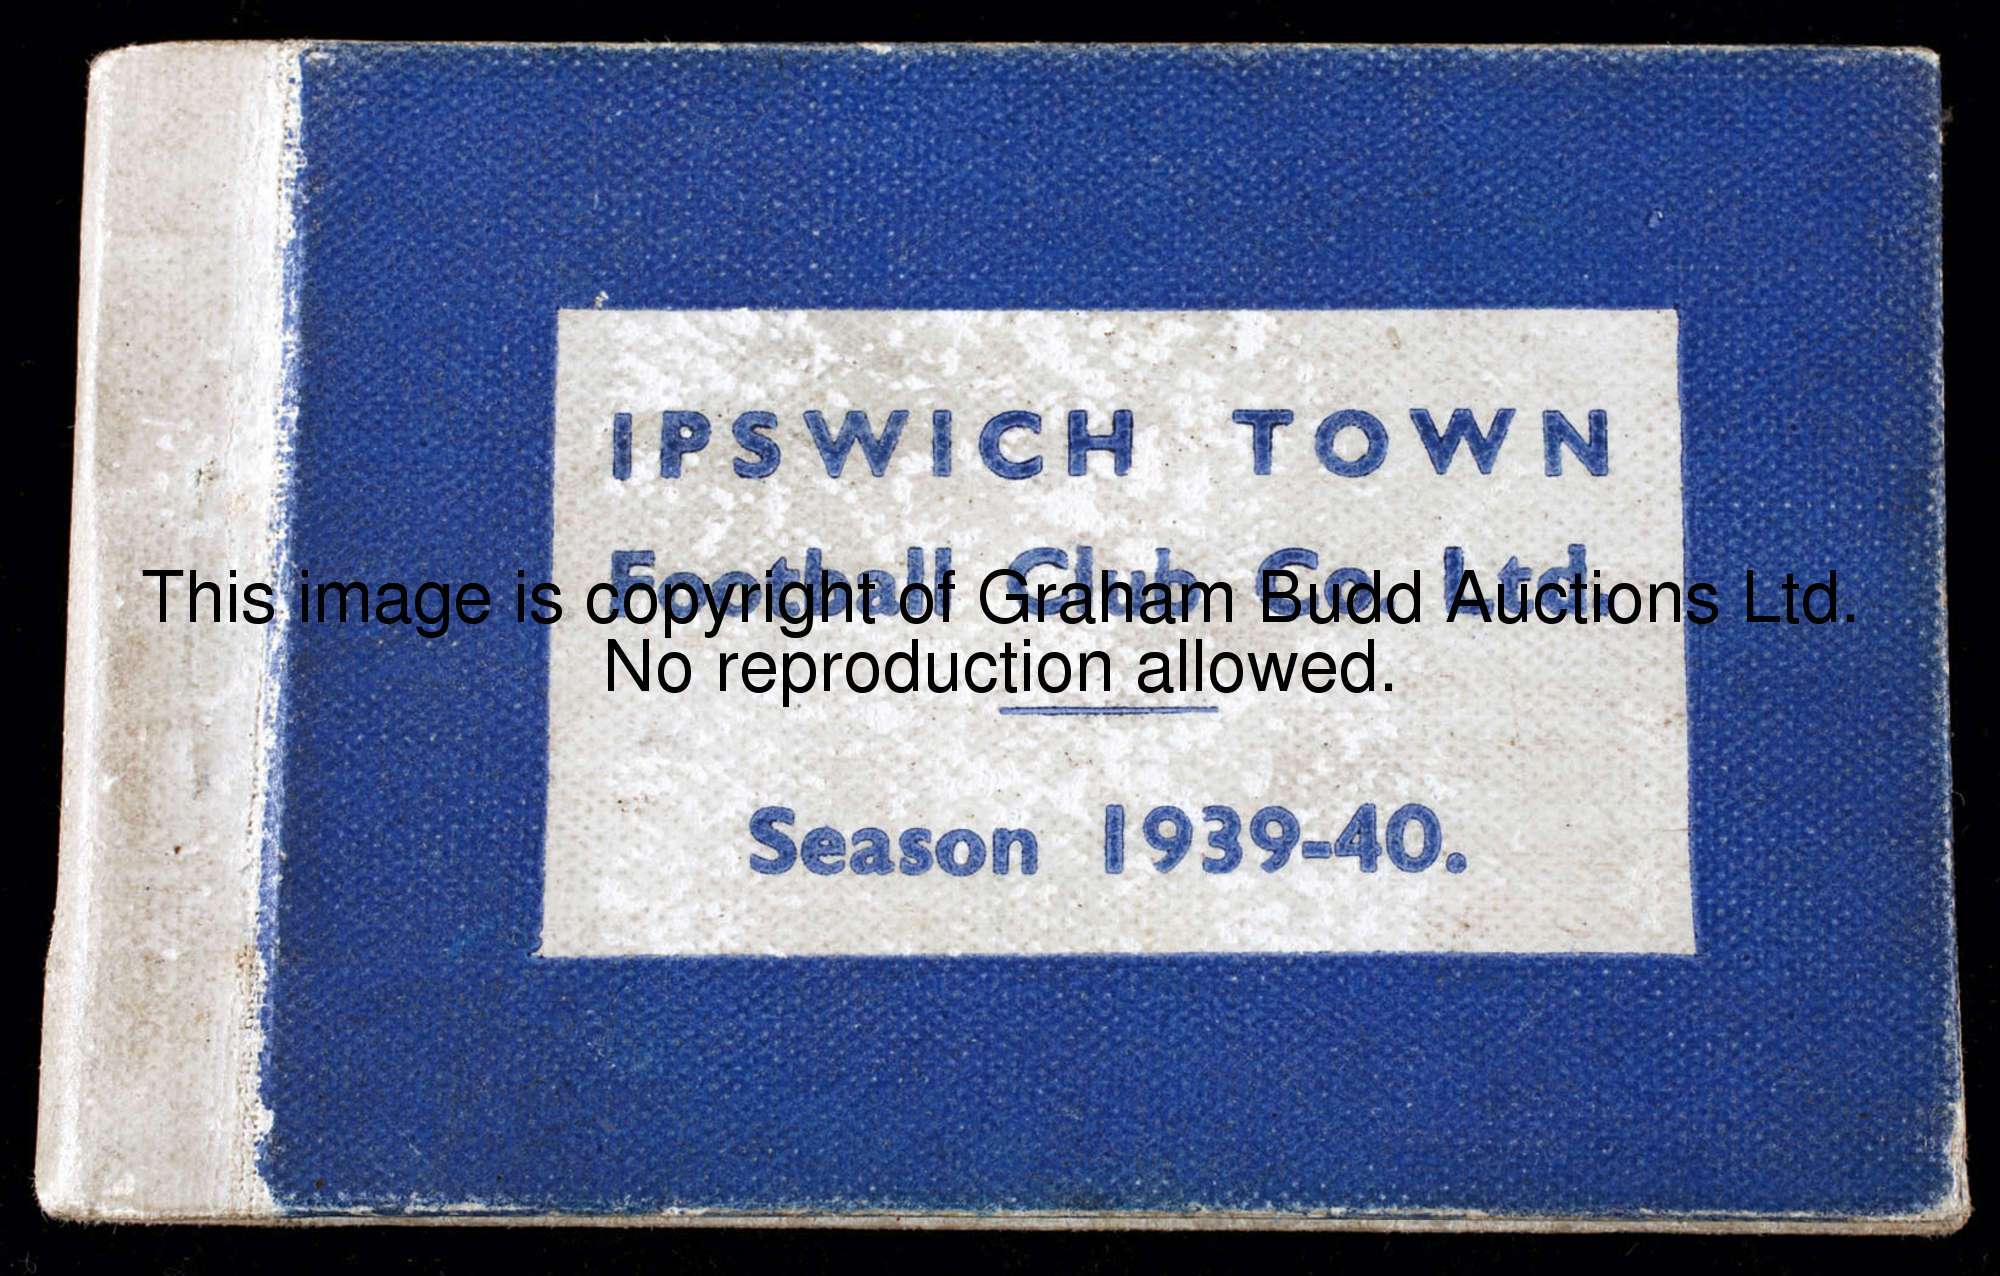 IPSWICH TOWN
Football Club Co. Ltd.
This image is copyright of Graham Budd Auctions Ltd.
No reproduction allowed.
Season 1939-40.